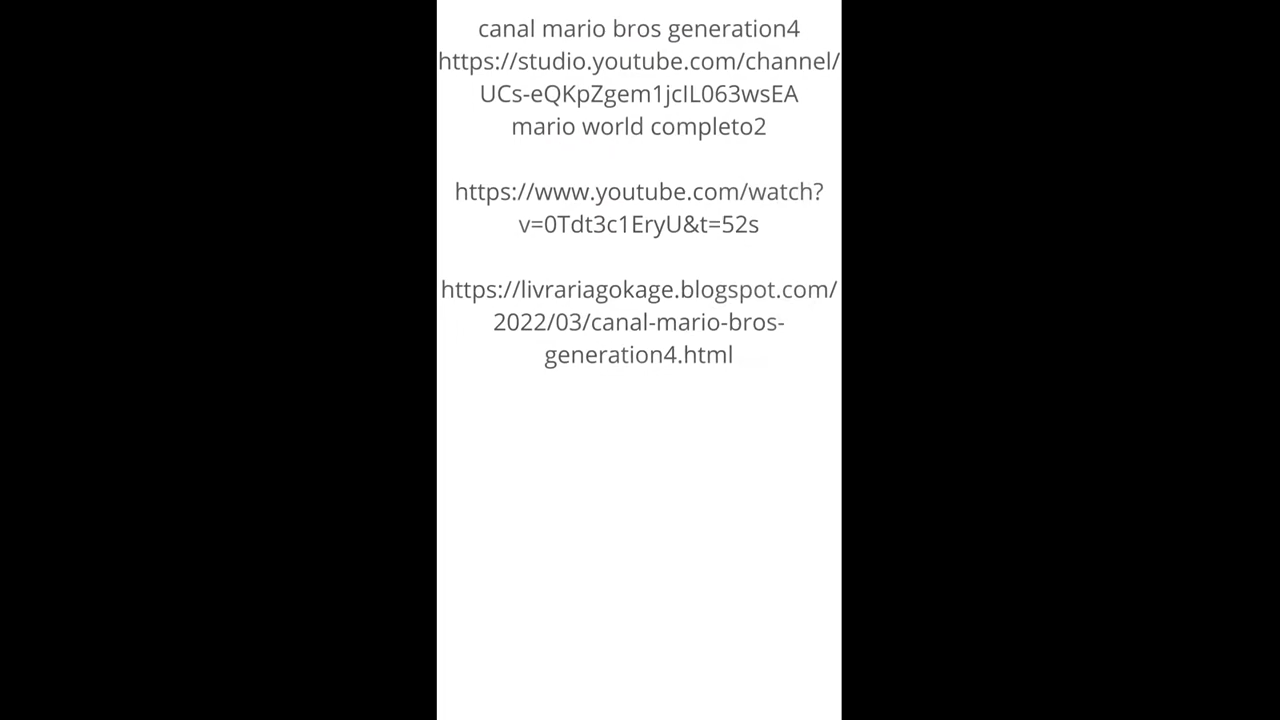 canal mario bros generation4
https://studio.youtube.com/channel/
UCs-eQKpZgem1jcIL063wsEA
mario world completo2
https://www.youtube.com/watch?
v=0Tdt3c1EryU&t=52s
https://livrariagokage.blogspot.com/
2022/03/canal-mario-bros-
generation4.html